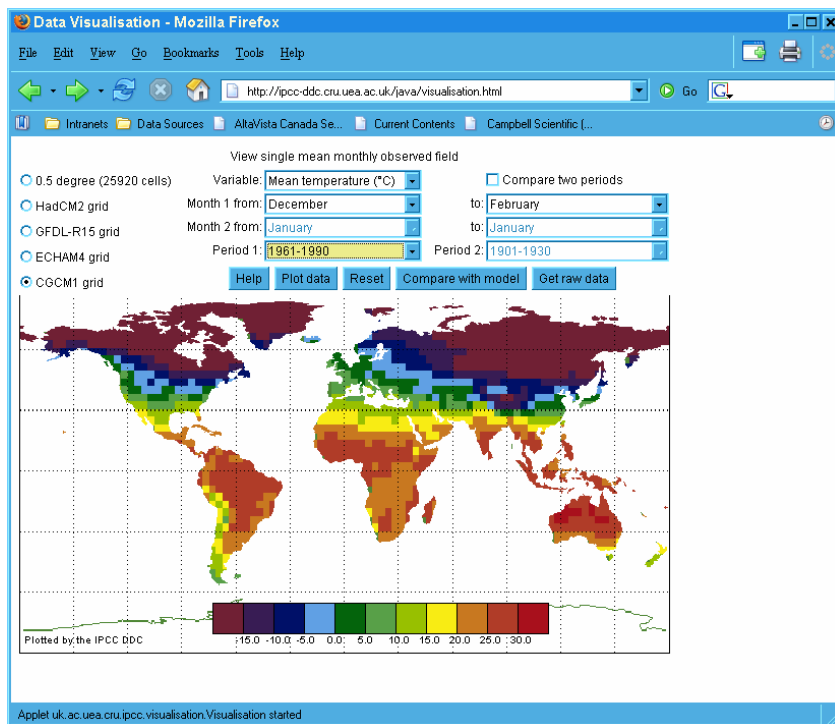 Data Visualisation - Mozilla Firefox
File Edit View Go Bookmarks Tools Help
http://ipcc-ddc.cru.uea.ac.uk/java/visualisation.html Go G
Intranets Data Sources AltaVista Canada Se... Current Contents Campbell Scientific (...
View single mean monthly observed field
0.5 degree (25920 cells) Variable: Mean temperature (°C) Compare two periods
HadCM2 grid Month 1 from: December to: February
GFDL-R15 grid Month 2 from: January to: January
ECHAM4 grid Period 1: 1961-1990 Period 2: 1901-1930
CGCM1 grid Help Plot data Reset Compare with model Get raw data
Plotted by the IPCC DDC -15.0 -10.0 -5.0 0.0 5.0 10.0 15.0 20.0 25.0 30.0
Applet uk.ac.uea.cru.ipcc.visualisation.Visualisation started